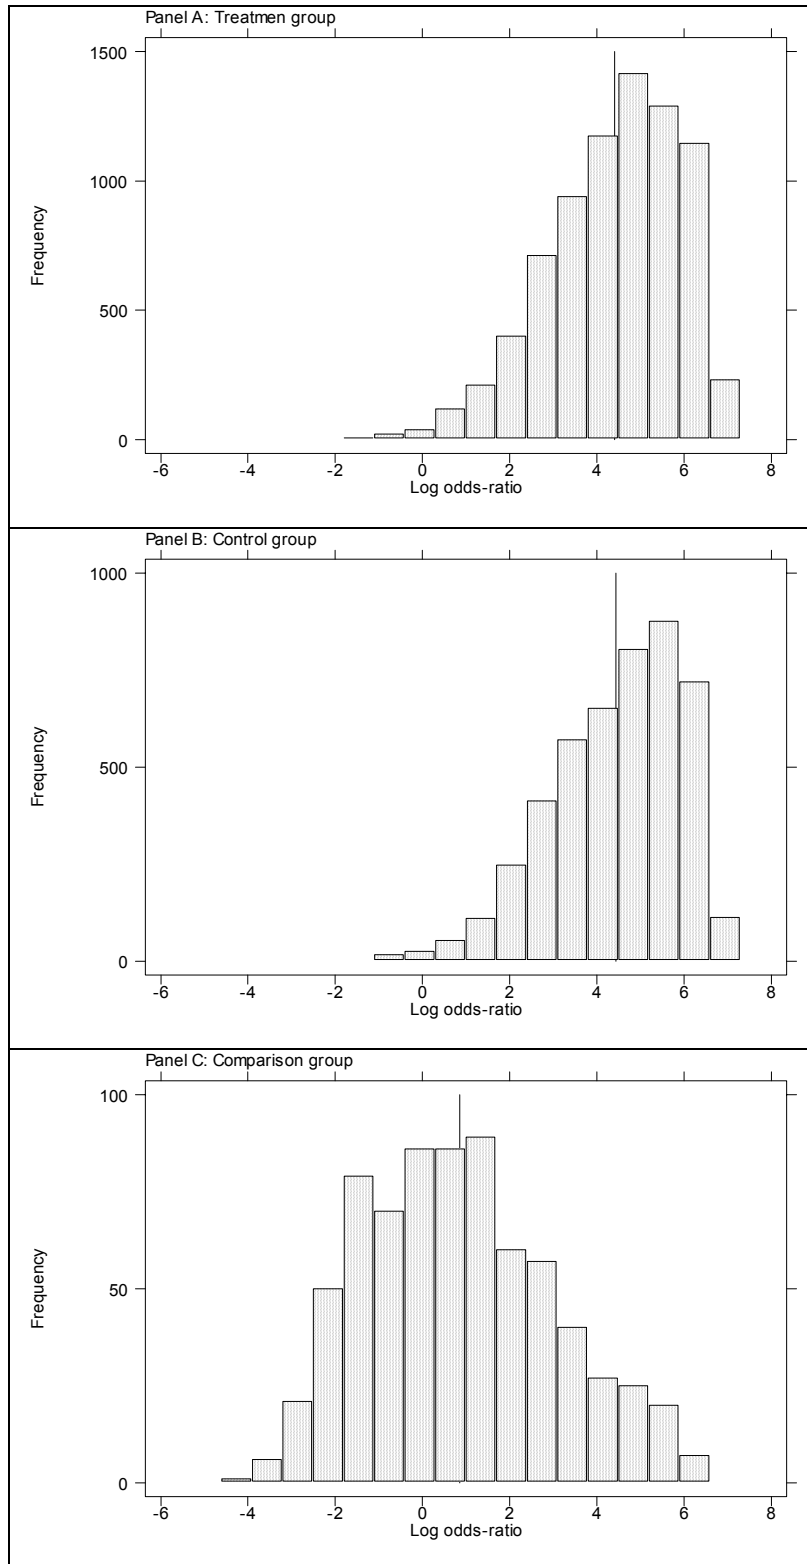 Panel A: Treatmen group
1500
1000
500
0
Frequency
-6 -4 -2 0 2 4 6 8
Log odds-ratio
Panel B: Control group
1000
500
0
Frequency
-6 -4 -2 0 2 4 6 8
Log odds-ratio
Panel C: Comparison group
100
50
0
Frequency
-6 -4 -2 0 2 4 6 8
Log odds-ratio